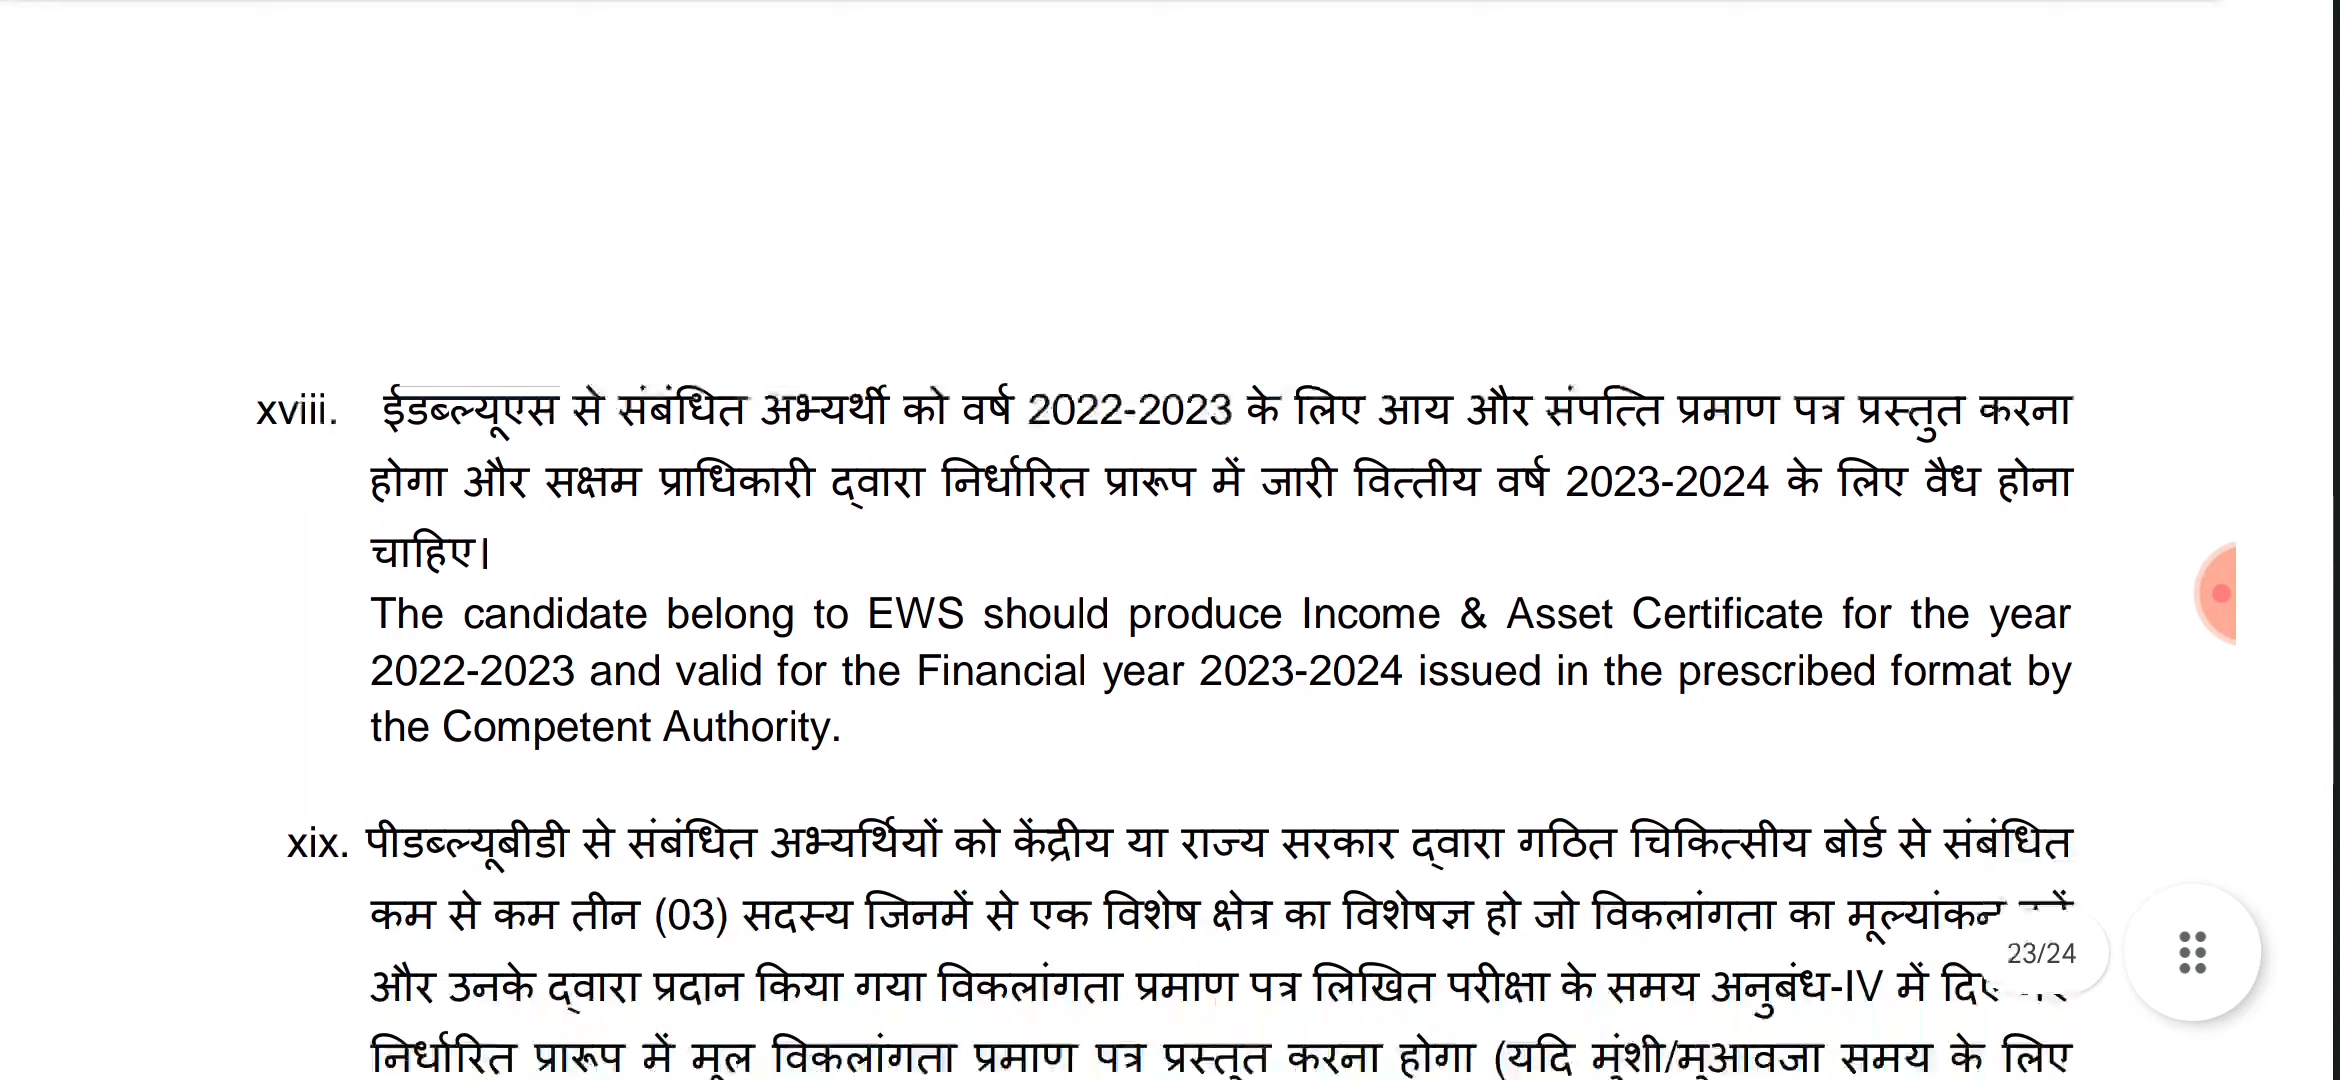 xviii. ईडब्ल्यूएस से संबंधित अभ्यर्थी को वर्ष 2022-2023 के लिए आय और संपत्ति प्रमाण पत्र प्रस्तुत करना
होगा और सक्षम प्राधिकारी द्वारा निर्धारित प्रारूप में जारी वित्तीय वर्ष 2023-2024 के लिए वैध होना
चाहिए।
The candidate belong to EWS should produce Income & Asset Certificate for the year
2022-2023 and valid for the Financial year 2023-2024 issued in the prescribed format by
the Competent Authority.
xix. पीडब्ल्यूबीडी से संबंधित अभ्यर्थियों को केंद्रीय या राज्य सरकार द्वारा गठित चिकित्सीय बोर्ड से संबंधित
कम से कम तीन (03) सदस्य जिनमें से एक विशेष क्षेत्र का विशेषज्ञ हो जो विकलांगता का मूल्यांकन
23/24
और उनके द्वारा प्रदान किया गया विकलांगता प्रमाण पत्र लिखित परीक्षा के समय अनुबंध-IV में
निर्धारित प्रारूप में मूल विकलांगता प्रमाण पत्र प्रस्तुत करना होगा (यदि मुंशी/मुआवजा समय के लिए